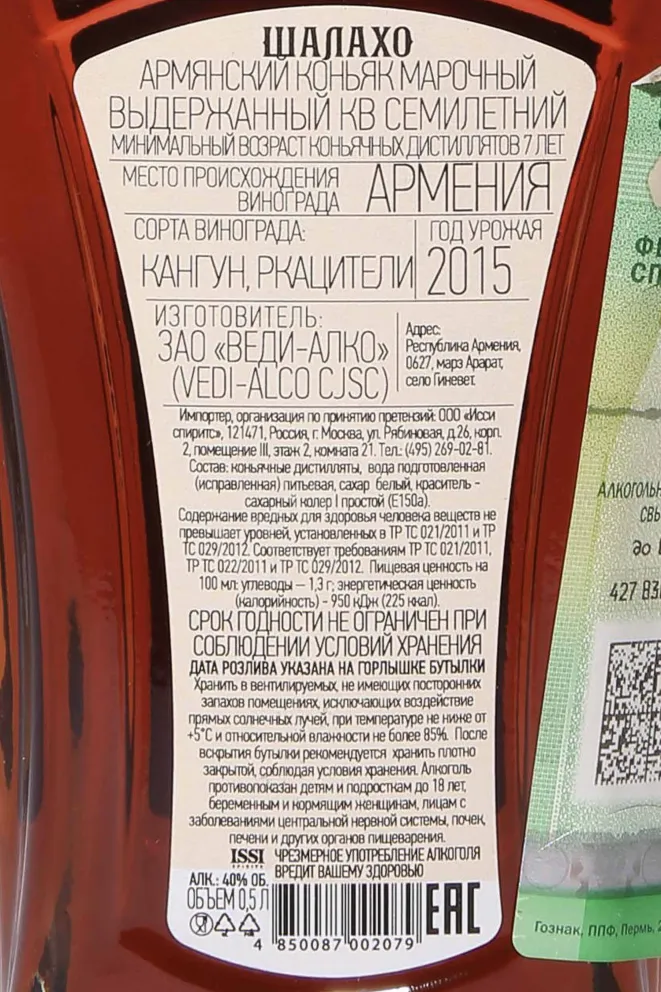 ШАЛАХО
АРМЯНСКИЙ КОНЬЯК МАРОЧНЫЙ
ВЫДЕРЖАННЫЙ КВ СЕМИЛЕТНИЙ
МИНИМАЛЬНЫЙ ВОЗРАСТ КОНЬЯЧНЫХ ДИСТИЛЛЯТОВ 7 ЛЕТ
МЕСТО ПРОИСХОЖДЕНИЯ
ВИНОГРАДА
АРМЕНИЯ
СОРТА ВИНОГРАДА:
КАНГУН, РКАЦИТЕЛИ
ГОД УРОЖАЯ
2015
ИЗГОТОВИТЕЛЬ:
ЗАО «ВЕДИ-АЛКО»
(VEDI-ALCO CJSC)
Адрес:
Республика Армения,
0627, марз Арарат,
село Гиневет.
Импортер, организация по принятию претензий: ООО «Исси
спиритс», 121471, Россия, г. Москва, ул. Рябиновая, д.26, корп.
2, помещение III, этаж 2, комната 21. Тел.: (495) 269-02-81.
Состав: коньячные дистилляты, вода подготовленная
(исправленная) питьевая, сахар белый, краситель -
сахарный колер I простой (Е150а).
Содержание вредных для здоровья человека веществ не
превышает уровней, установленных в ТР ТС 021/2011 и ТР
ТС 029/2012. Соответствует требованиям ТР ТС 021/2011,
ТР ТС 022/2011 и ТР ТС 029/2012. Пищевая ценность на
100 мл: углеводы — 1,3 г; энергетическая ценность
(калорийность) - 950 кДж (225 ккал).
СРОК ГОДНОСТИ НЕ ОГРАНИЧЕН ПРИ
СОБЛЮДЕНИИ УСЛОВИЙ ХРАНЕНИЯ
ДАТА РОЗЛИВА УКАЗАНА НА ГОРЛЫШКЕ БУТЫЛКИ
Хранить в вентилируемых, не имеющих посторонних
запахов помещениях, исключающих воздействие
прямых солнечных лучей, при температуре не ниже от
+5°С и относительной влажности не более 85%. После
вскрытия бутылки рекомендуется хранить плотно
закрытой, соблюдая условия хранения. Алкоголь
противопоказан детям и подросткам до 18 лет,
беременным и кормящим женщинам, лицам с
заболеваниями центральной нервной системы, почек,
печени и других органов пищеварения.
ISSI
SPIRITS
ЧРЕЗМЕРНОЕ УПОТРЕБЛЕНИЕ АЛКОГОЛЯ
ВРЕДИТ ВАШЕМУ ЗДОРОВЬЮ
АЛК.: 40% ОБ.
ОБЪЕМ 0,5 Л
4 850087 002079
EAC
ФЕ
СП
АЛКОГОЛЬН
СВЫ
до
427 ВЗ
Гознак, ППФ, Пермь, 2